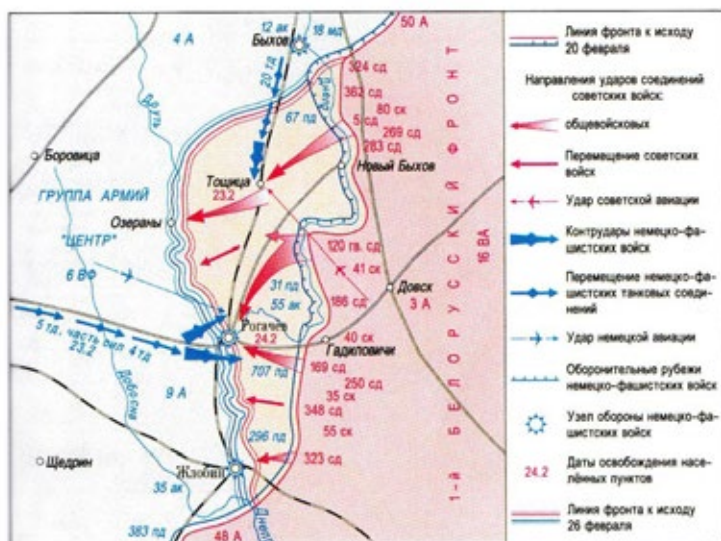 12 ак
18 мд
50 А
4 А
Быхов
20 тд
Днепр
324 сд
362 сд
80 ск
67 пд
5 сд
269 сд
283 сд
Друть
Боровица
Новый Быхов
Тощица
23.2
ГРУППА АРМИЙ
Озераны
"ЦЕНТР"
120 гв. сд
6 ВФ
41 ск
31 пд
Довск
55 ак
186 сд
3 А
Рогачев
5 тд, часть сил 4 тд
23.2
24.2
40 ск
Гадиловичи
707 пд
169 сд
9 А
250 сд
Добосна
35 ск
348 сд
296 пд
55 ск
323 сд
Щедрин
Жлобин
35 ак
Днепр
383 пд
48 А
1-й БЕЛОРУССКИЙ ФРОНТ
16 ВА
Линия фронта к исходу
20 февраля
Направления ударов соединений
советских войск:
общевойсковых
Перемещение советских
войск
Удар советской авиации
Контрудары немецко-фа-
шистских войск
Перемещение немецко-фа-
шистских танковых соеди-
нений
Удар немецкой авиации
Оборонительные рубежи
немецко-фашистских войск
Узел обороны немецко-фа-
шистских войск
24.2
Даты освобождения насе-
лённых пунктов
Линия фронта к исходу
26 февраля